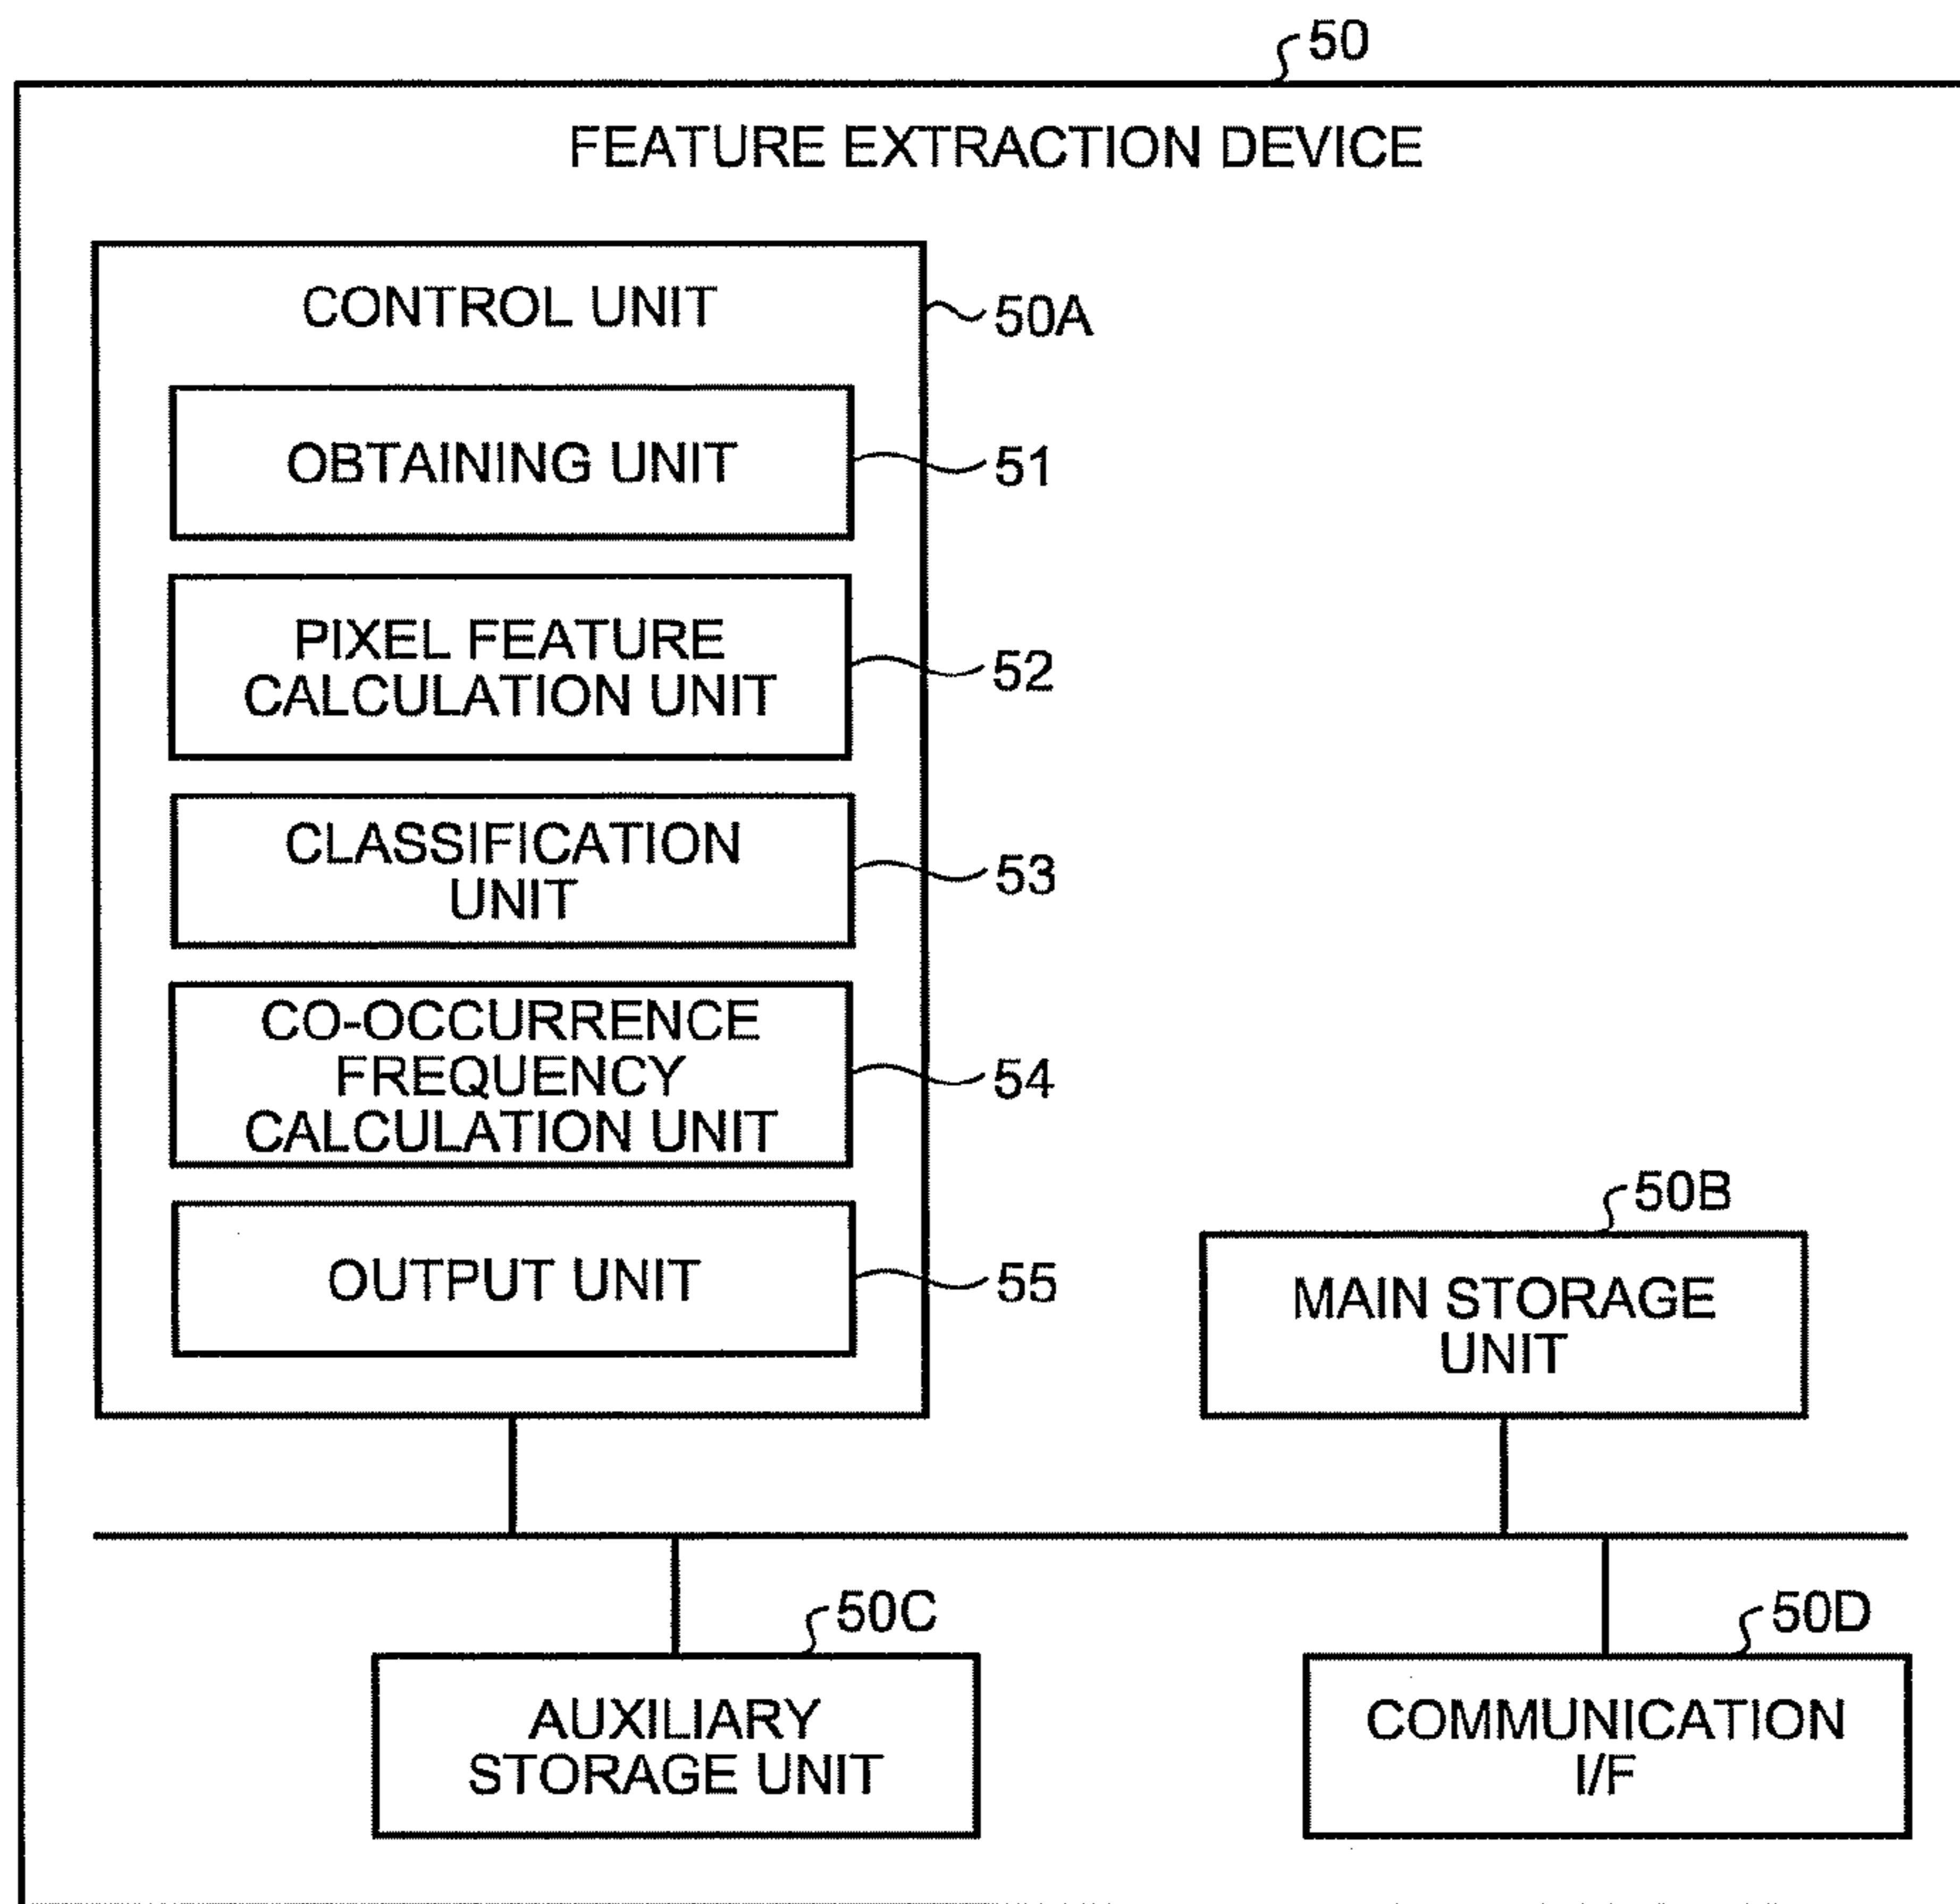 50
FEATURE EXTRACTION DEVICE
CONTROL UNIT
50A
OBTAINING UNIT
51
PIXEL FEATURE
CALCULATION UNIT
52
CLASSIFICATION
UNIT
53
CO-OCCURRENCE
FREQUENCY
CALCULATION UNIT
54
OUTPUT UNIT
55
50B
MAIN STORAGE
UNIT
50C
AUXILIARY
STORAGE UNIT
50D
COMMUNICATION
I/F